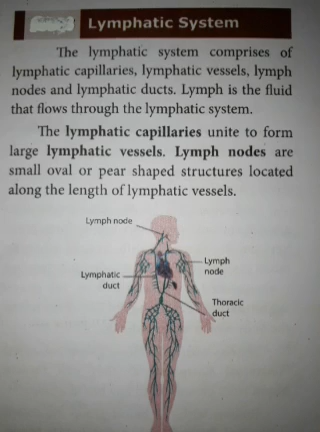 Lymphatic System
The lymphatic system comprises of
lymphatic capillaries, lymphatic vessels, lymph
nodes and lymphatic ducts. Lymph is the fluid
that flows through the lymphatic system.
The lymphatic capillaries unite to form
large lymphatic vessels. Lymph nodes are
small oval or pear shaped structures located
along the length of lymphatic vessels.
Lymph node
Lymph
node
Lymphatic
duct
Thoracic
duct